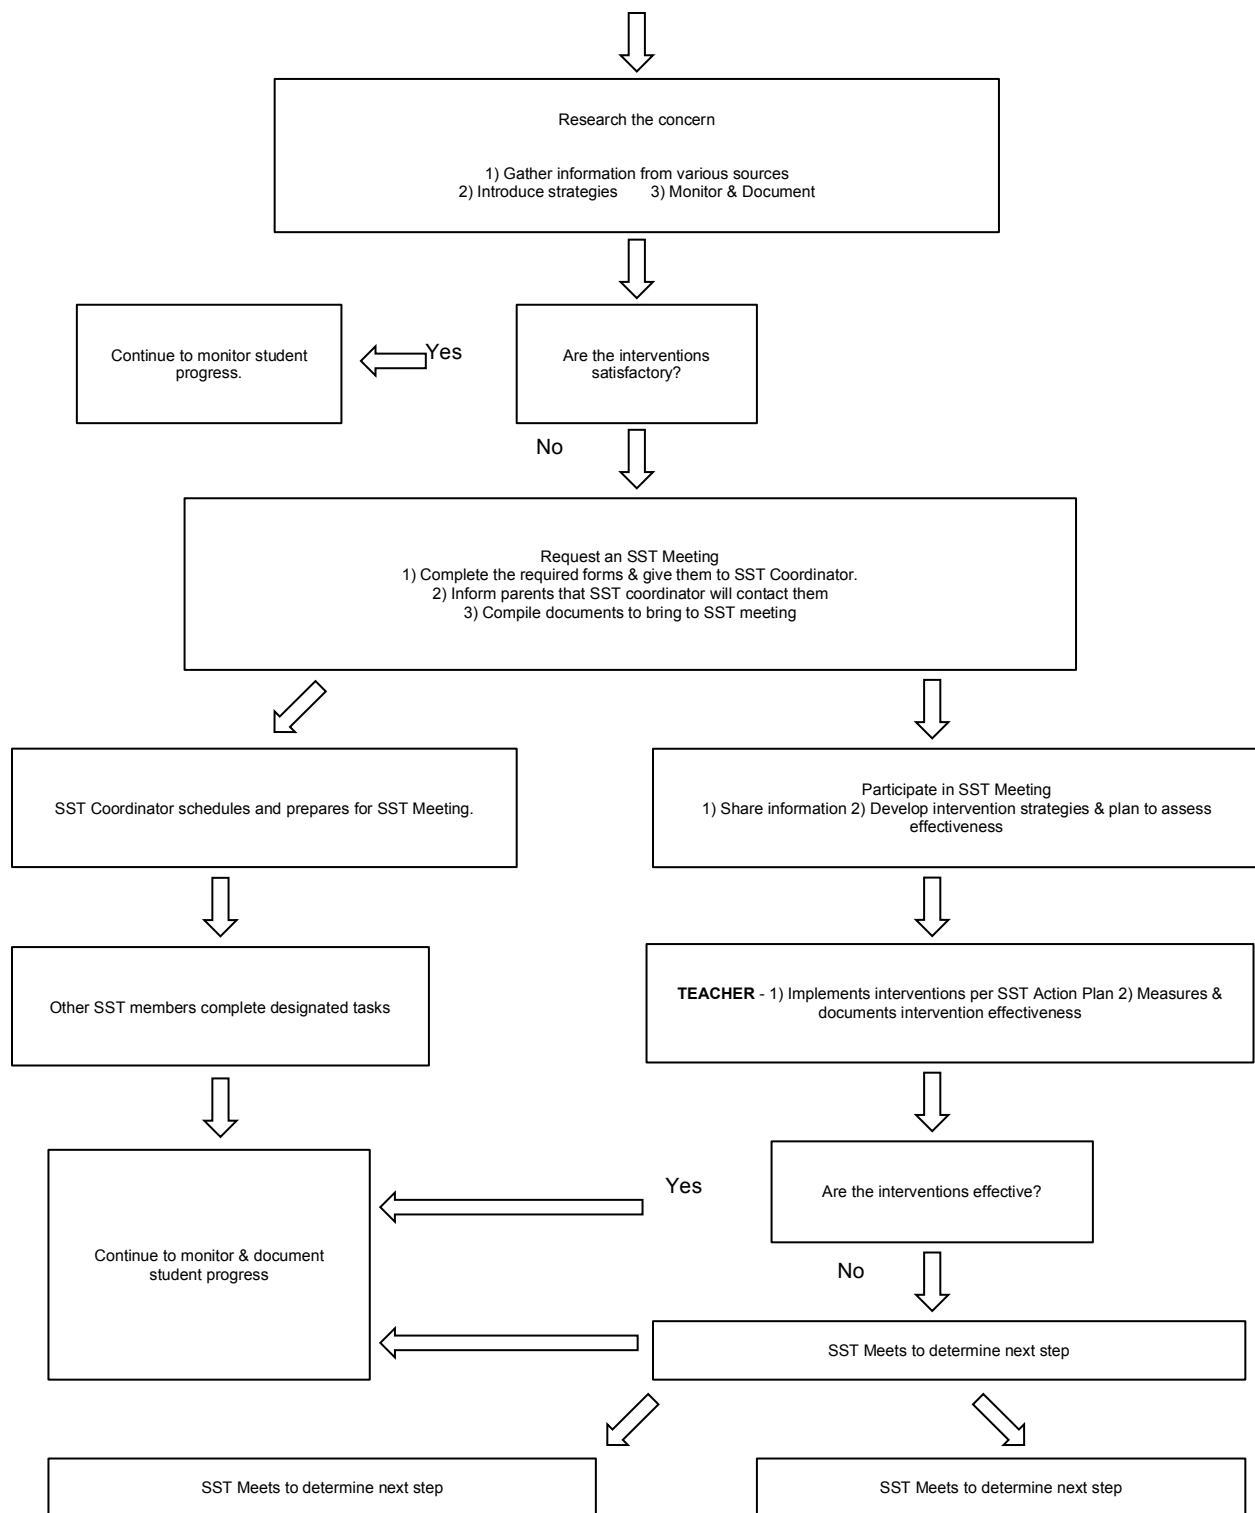 Research the concern
1) Gather information from various sources
2) Introduce strategies 3) Monitor & Document
Continue to monitor student
progress.
Yes
Are the interventions
satisfactory?
No
Request an SST Meeting
1) Complete the required forms & give them to SST Coordinator.
2) Inform parents that SST coordinator will contact them
3) Compile documents to bring to SST meeting
SST Coordinator schedules and prepares for SST Meeting.
Participate in SST Meeting
1) Share information 2) Develop intervention strategies & plan to assess
effectiveness
Other SST members complete designated tasks
TEACHER - 1) Implements interventions per SST Action Plan 2) Measures &
documents intervention effectiveness
Continue to monitor & document
student progress
Yes
Are the interventions effective?
No
SST Meets to determine next step
SST Meets to determine next step
SST Meets to determine next step